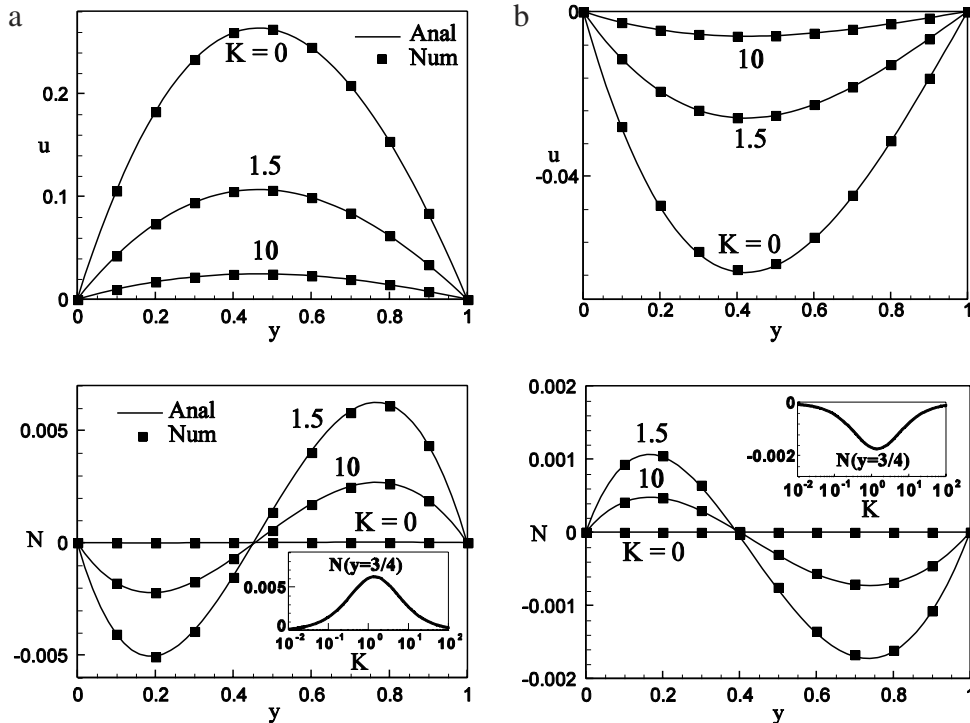 a
Anal
Num
K = 0
1.5
10
0.2
0.1
0
u
0 0.2 0.4 0.6 0.8 1
y
b
0
-0.04
u
10
1.5
K = 0
0 0.2 0.4 0.6 0.8 1
y
Anal
Num
1.5
10
K = 0
0.005
0
-0.005
N
N(y=3/4)
0.005
10-2 10-1 100 101 102
K
0 0.2 0.4 0.6 0.8 1
y
0.002
0.001
0
-0.001
-0.002
N
1.5
10
K = 0
0
-0.002
N(y=3/4)
10-2 10-1 100 101 102
K
0 0.2 0.4 0.6 0.8 1
y